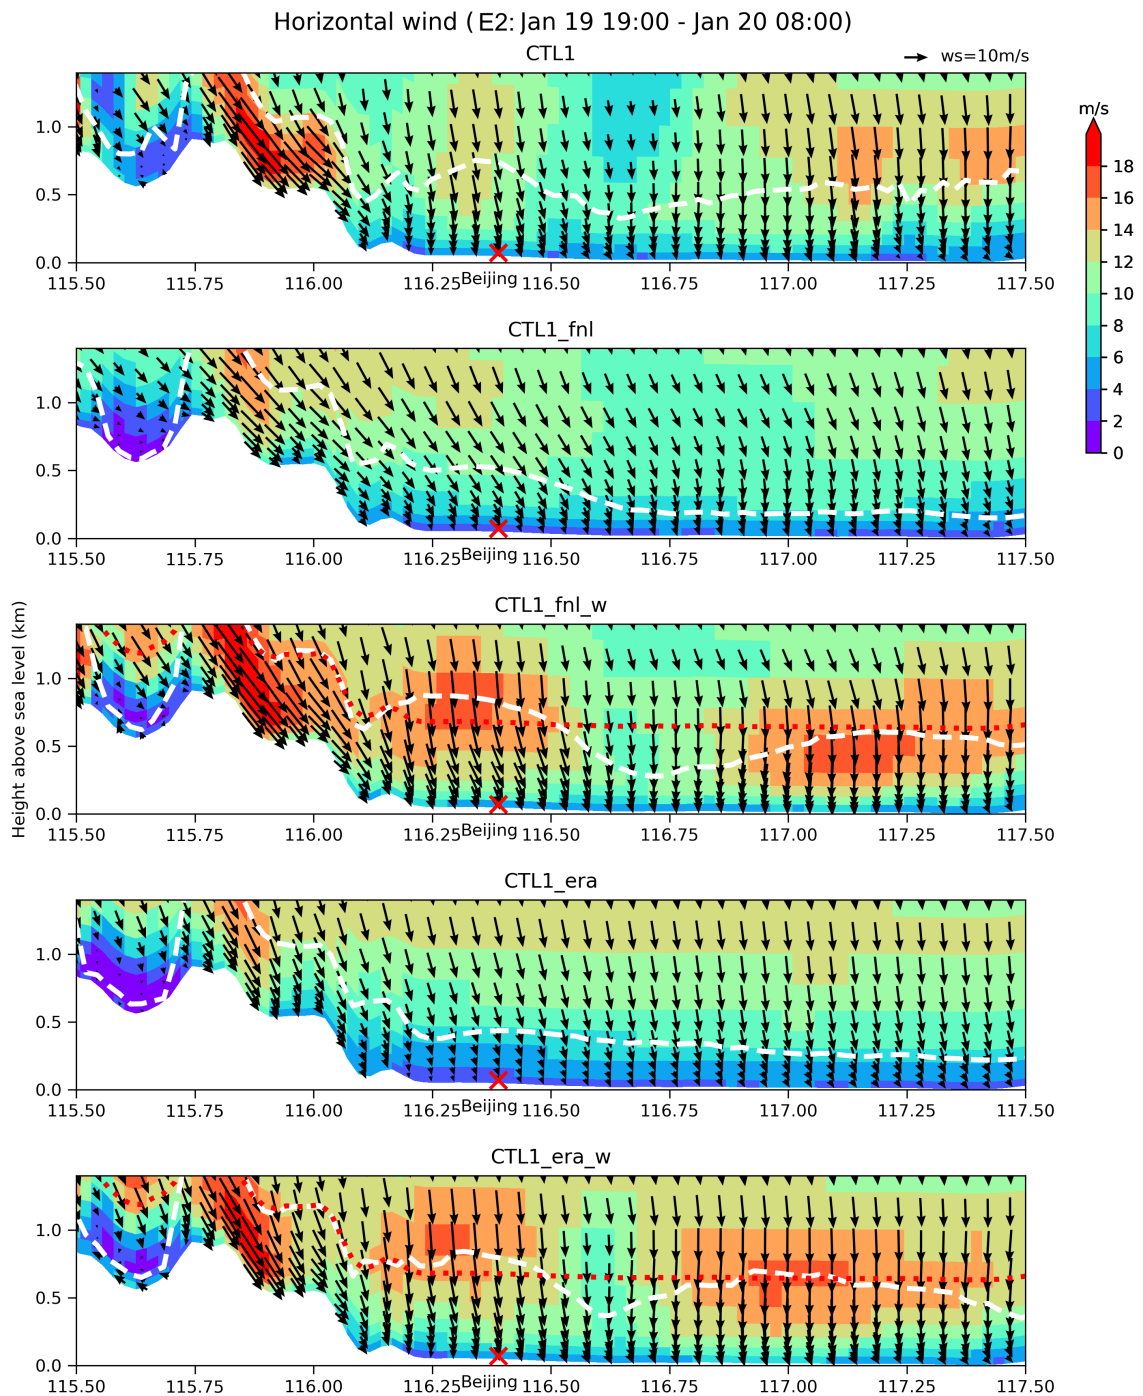 Horizontal wind ( E2: Jan 19 19:00 - Jan 20 08:00)
CTL1
ws=10m/s
m/s
18
16
14
12
10
8
6
4
2
0
1.0
0.5
0.0
115.50 115.75 116.00 116.25 Beijing 116.50 116.75 117.00 117.25 117.50
CTL1_fnl
1.0
0.5
0.0
115.50 115.75 116.00 116.25 Beijing 116.50 116.75 117.00 117.25 117.50
Height above sea level (km)
CTL1_fnl_w
1.0
0.5
0.0
115.50 115.75 116.00 116.25 Beijing 116.50 116.75 117.00 117.25 117.50
CTL1_era
1.0
0.5
0.0
115.50 115.75 116.00 116.25 Beijing 116.50 116.75 117.00 117.25 117.50
CTL1_era_w
1.0
0.5
0.0
115.50 115.75 116.00 116.25 Beijing 116.50 116.75 117.00 117.25 117.50